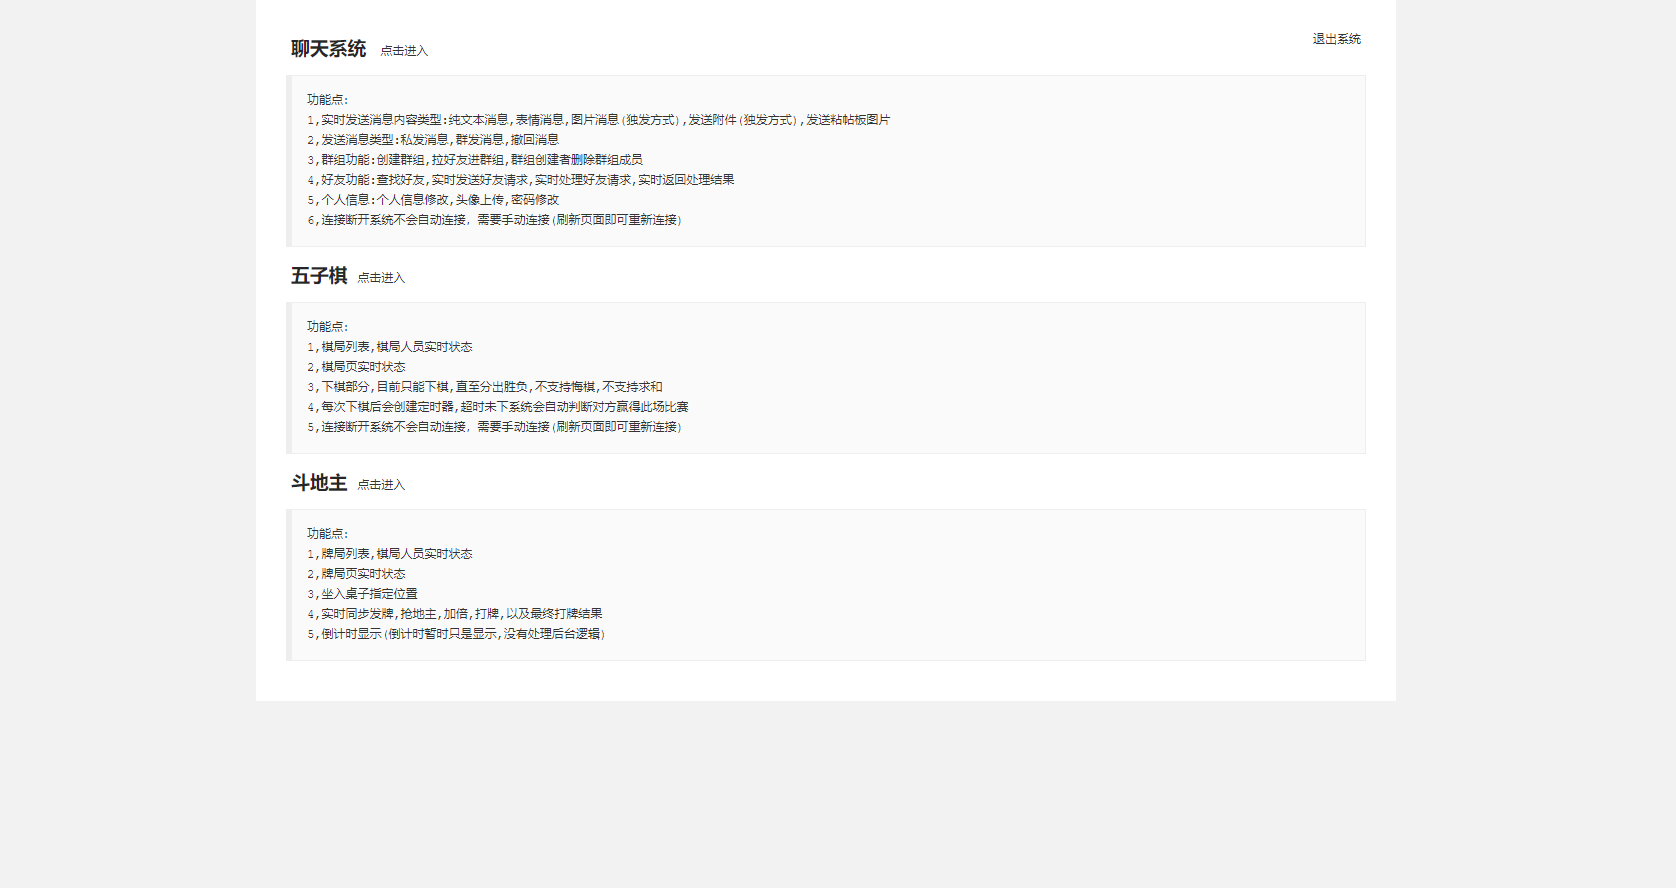 聊天系统 点击进入
退出系统
功能点:
1,实时发送消息内容类型:纯文本消息,表情消息,图片消息(独发方式),发送附件(独发方式),发送粘帖板图片
2,发送消息类型:私发消息,群发消息,撤回消息
3,群组功能:创建群组,拉好友进群组,群组创建者删除群组成员
4,好友功能:查找好友,实时发送好友请求,实时处理好友请求,实时返回处理结果
5,个人信息:个人信息修改,头像上传,密码修改
6,连接断开系统不会自动连接, 需要手动连接(刷新页面即可重新连接)
五子棋 点击进入
功能点:
1,棋局列表,棋局人员实时状态
2,棋局页实时状态
3,下棋部分,目前只能下棋,直至分出胜负,不支持悔棋,不支持求和
4,每次下棋后会创建定时器,超时未下系统会自动判断对方赢得此场比赛
5,连接断开系统不会自动连接, 需要手动连接(刷新页面即可重新连接)
斗地主 点击进入
功能点:
1,牌局列表,棋局人员实时状态
2,牌局页实时状态
3,坐入桌子指定位置
4,实时同步发牌,抢地主,加倍,打牌,以及最终打牌结果
5,倒计时显示(倒计时暂时只是显示,没有处理后台逻辑)